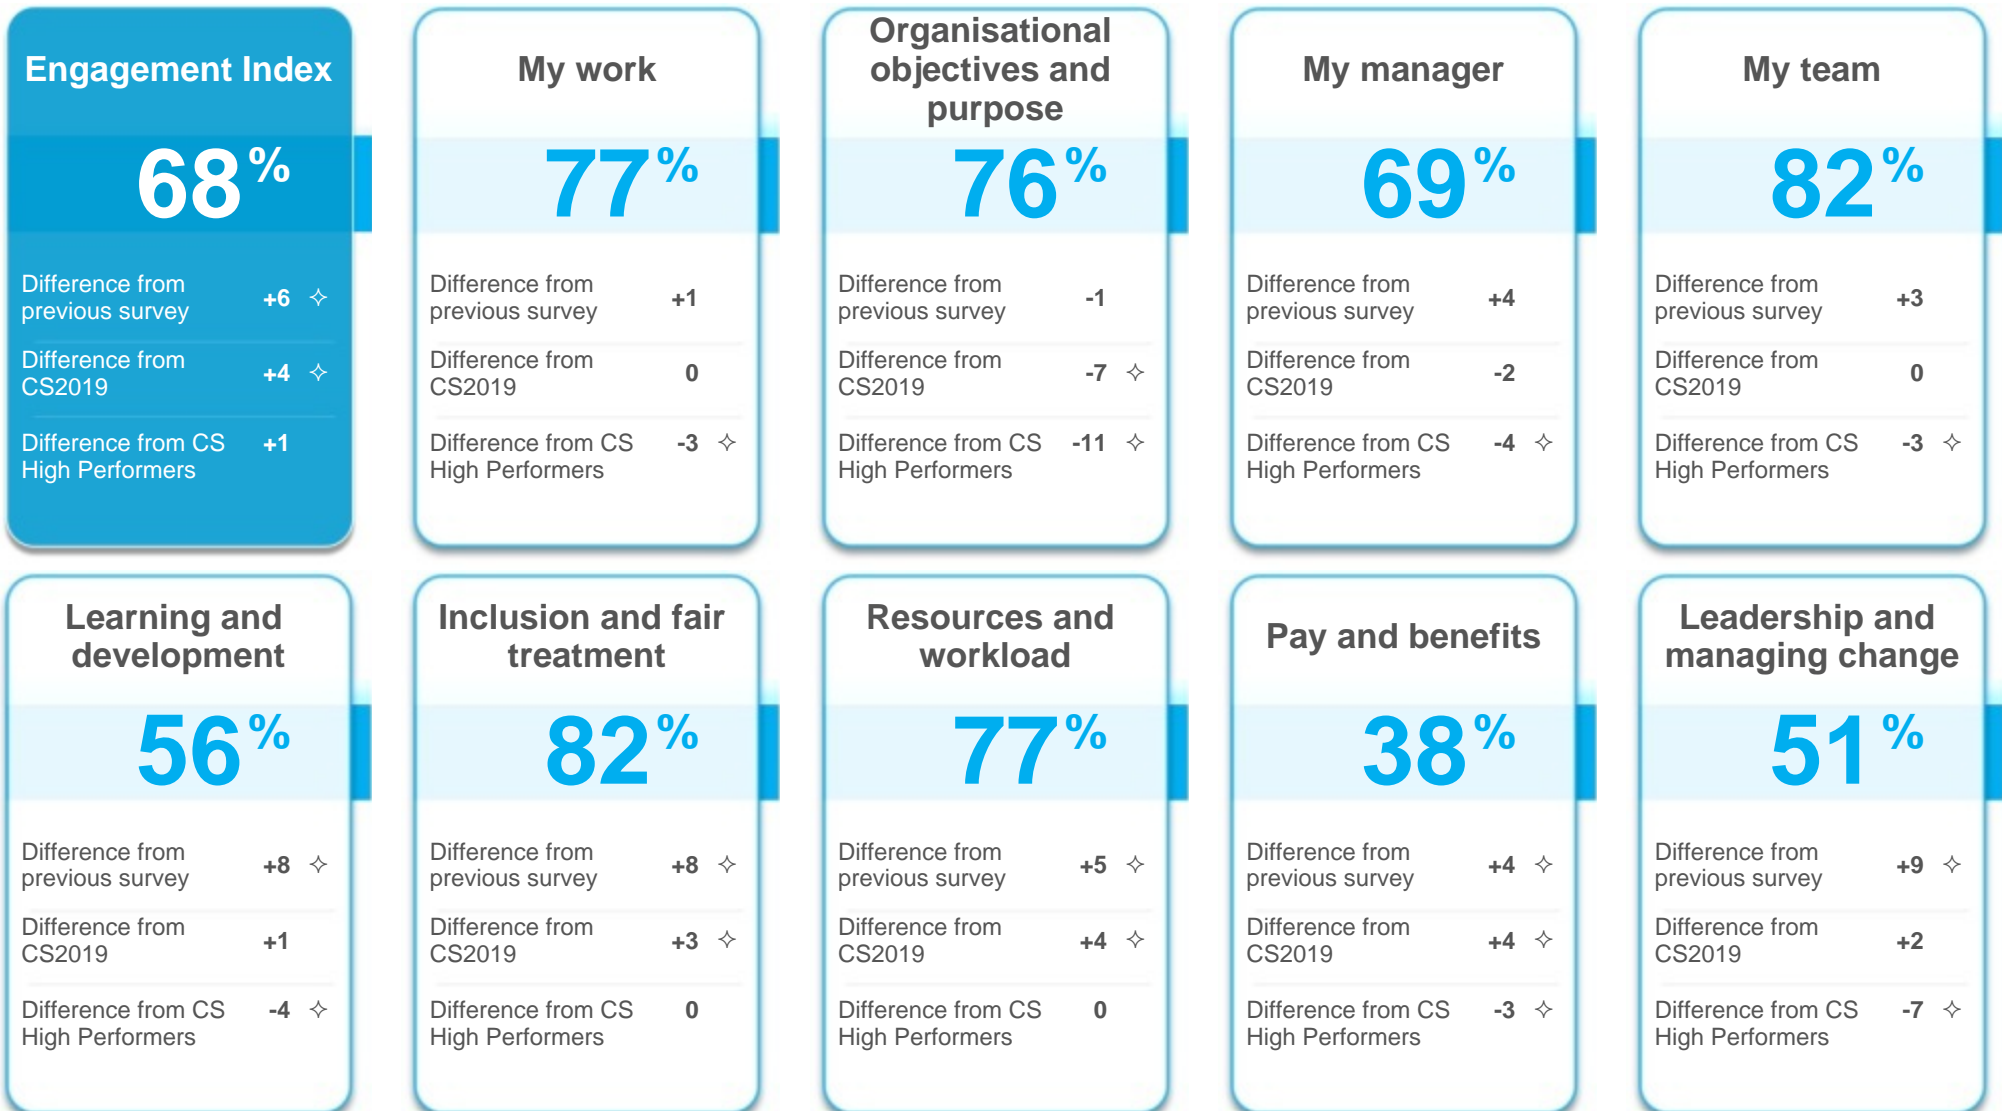 Engagement Index
68%
Difference from
previous survey +6 ✧
Difference from
CS2019 +4 ✧
Difference from CS +1
High Performers
My work
77%
Difference from
previous survey +1
Difference from
CS2019 0
Difference from CS -3 ✧
High Performers
Organisational
objectives and
purpose
76%
Difference from
previous survey -1
Difference from
CS2019 -7 ✧
Difference from CS -11 ✧
High Performers
My manager
69%
Difference from
previous survey +4
Difference from
CS2019 -2
Difference from CS -4 ✧
High Performers
My team
82%
Difference from
previous survey +3
Difference from
CS2019 0
Difference from CS -3 ✧
High Performers
Learning and
development
56%
Difference from
previous survey +8 ✧
Difference from
CS2019 +1
Difference from CS -4 ✧
High Performers
Inclusion and fair
treatment
82%
Difference from
previous survey +8 ✧
Difference from
CS2019 +3 ✧
Difference from CS 0
High Performers
Resources and
workload
77%
Difference from
previous survey +5 ✧
Difference from
CS2019 +4 ✧
Difference from CS 0
High Performers
Pay and benefits
38%
Difference from
previous survey +4 ✧
Difference from
CS2019 +4 ✧
Difference from CS -3 ✧
High Performers
Leadership and
managing change
51%
Difference from
previous survey +9 ✧
Difference from
CS2019 +2
Difference from CS -7 ✧
High Performers